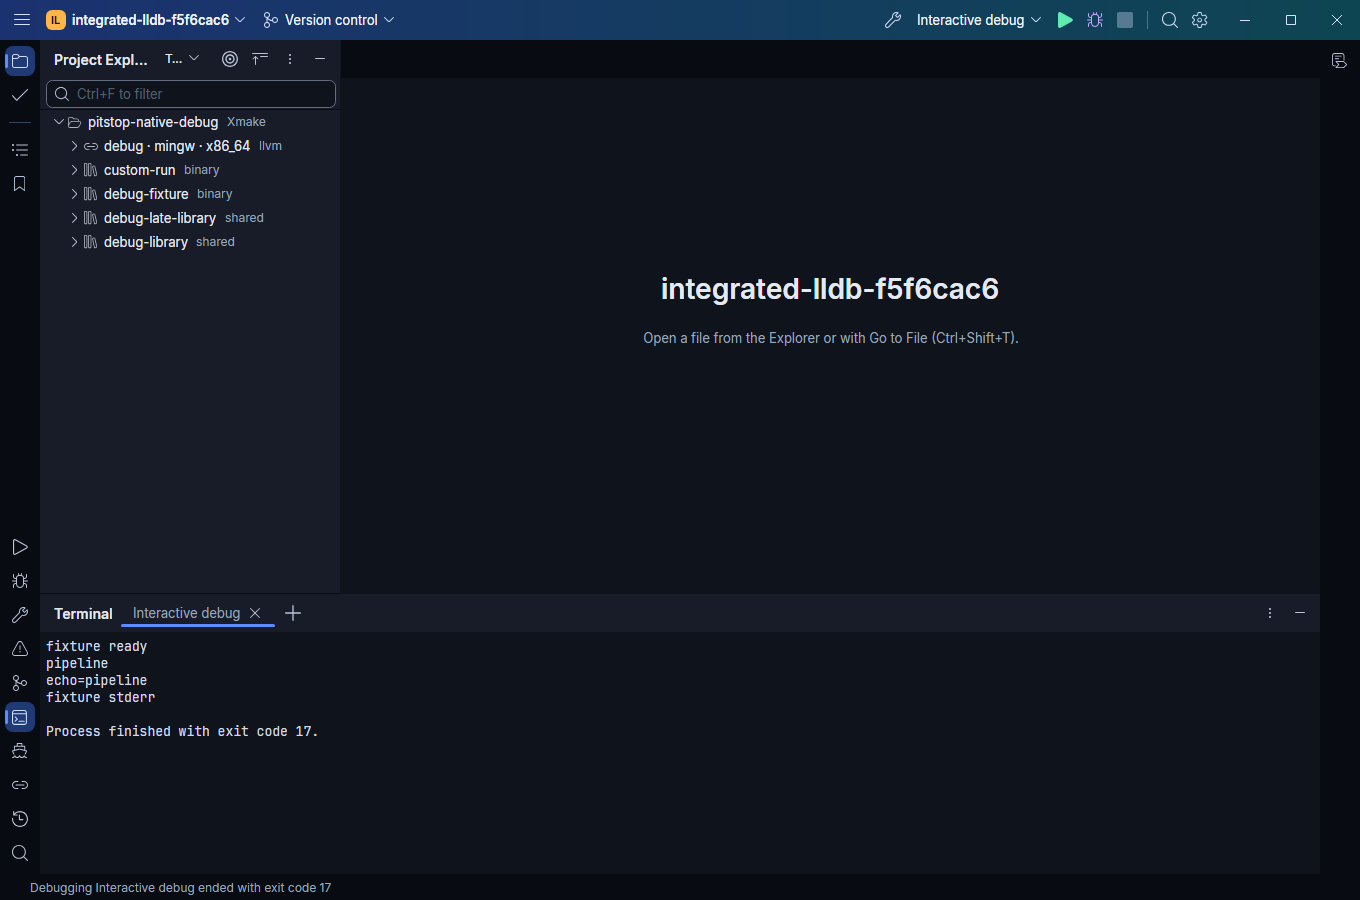 IL integrated-lldb-f5f6cac6 Version control Interactive debug
Project Expl... T...
Ctrl+F to filter
pitstop-native-debug Xmake
debug · mingw · x86_64 llvm
custom-run binary
debug-fixture binary
debug-late-library shared
debug-library shared
integrated-lldb-f5f6cac6
Open a file from the Explorer or with Go to File (Ctrl+Shift+T).
Terminal Interactive debug
fixture ready
pipeline
echo=pipeline
fixture stderr
Process finished with exit code 17.
Debugging Interactive debug ended with exit code 17